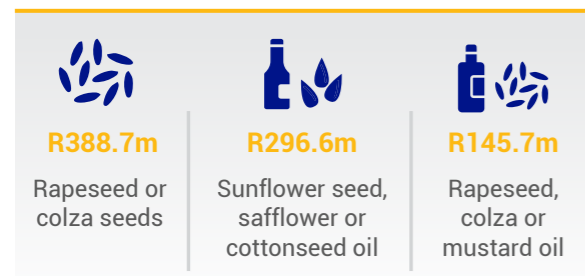 R388.7m
Rapeseed or
colza seeds
R296.6m
Sunflower seed,
safflower or
cottonseed oil
R145.7m
Rapeseed,
colza or
mustard oil